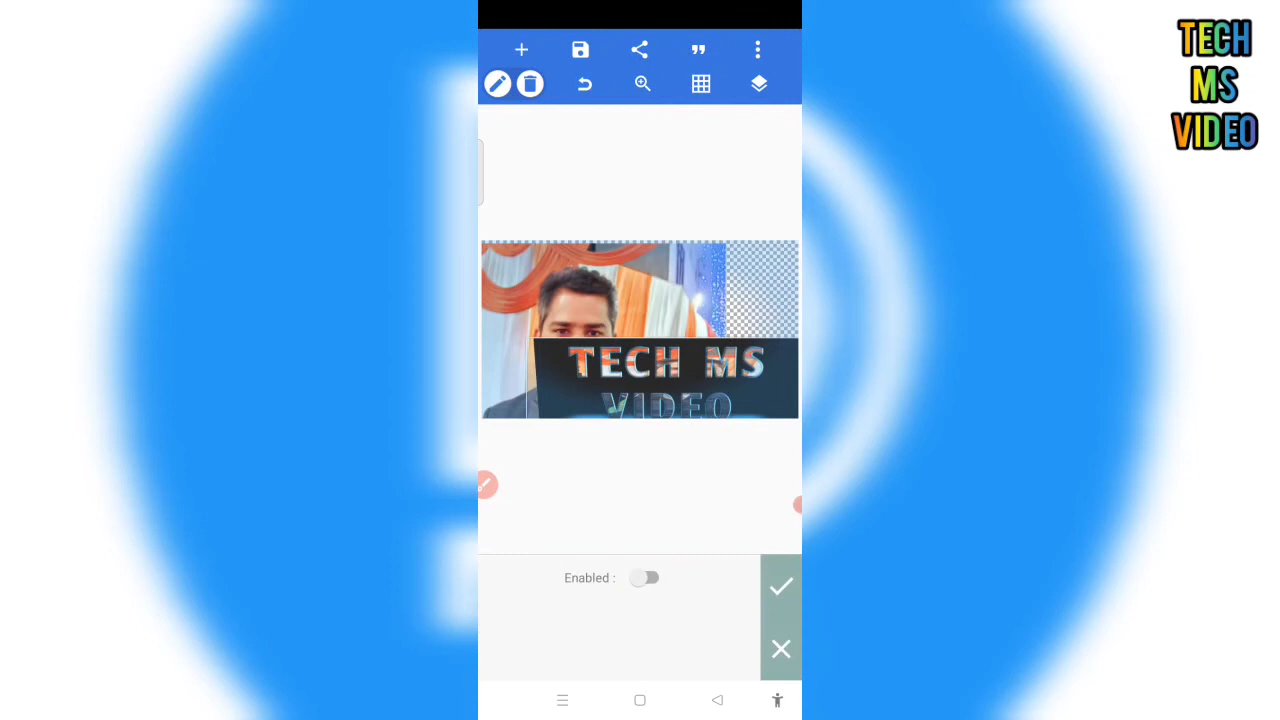 TECH
MS
VIDEO
TECH MS
VIDEO
Enabled :